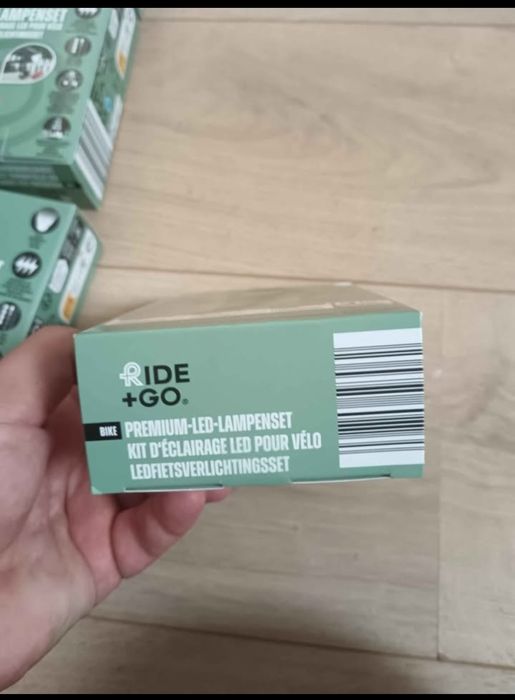 LAMPENSET
RIDE
+GO®
BIKE PREMIUM-LED-LAMPENSET
KIT D'ÉCLAIRAGE LED POUR VÉLO
LEDFIETSVERLICHTINGSSET